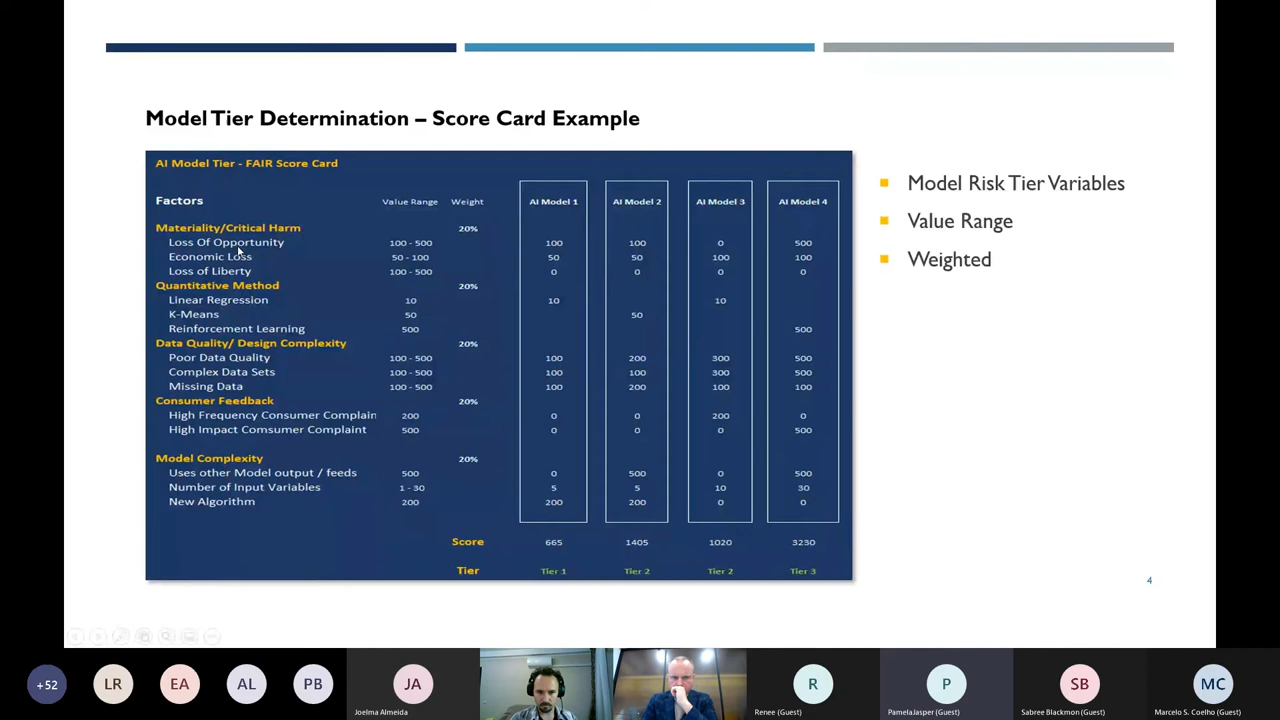 Model Tier Determination – Score Card Example
AI Model Tier - FAIR Score Card
Factors Value Range Weight AI Model 1 AI Model 2 AI Model 3 AI Model 4
Materiality/Critical Harm 20%
Loss Of Opportunity 100 - 500 100 100 0 500
Economic Loss 50 - 100 50 50 100 100
Loss of Liberty 100 - 500 0 0 0 0
Quantitative Method 20%
Linear Regression 10 10 10
K-Means 50 50
Reinforcement Learning 500 500
Data Quality/ Design Complexity 20%
Poor Data Quality 100 - 500 100 200 300 500
Complex Data Sets 100 - 500 100 100 300 500
Missing Data 100 - 500 100 200 100 100
Consumer Feedback 20%
High Frequency Consumer Complain 200 0 0 200 0
High Impact Comsumer Complaint 500 0 0 0 500
Model Complexity 20%
Uses other Model output / feeds 500 0 500 0 500
Number of Input Variables 1 - 30 5 5 10 30
New Algorithm 200 200 200 0 0
Score 665 1405 1020 3230
Tier Tier 1 Tier 2 Tier 2 Tier 3
Model Risk Tier Variables
Value Range
Weighted
4
+52 LR EA AL PB JA R P SB MC
Joelma Almeida Renee (Guest) PamelaJasper (Guest) Sabree Blackmon (Guest) Marcelo S. Coelho (Guest)